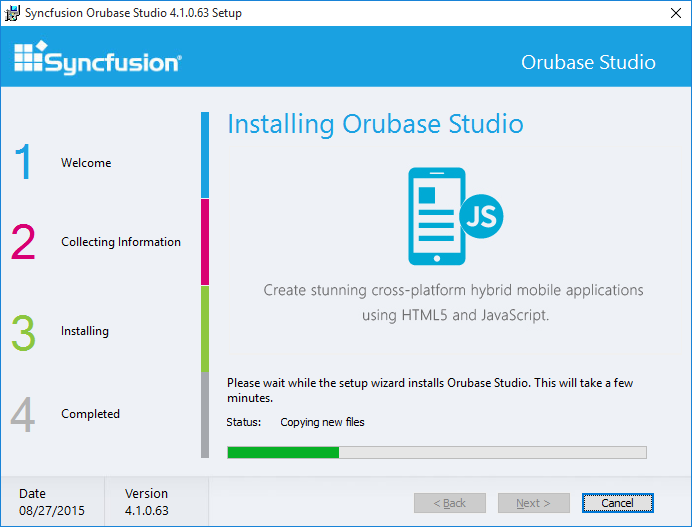 Syncfusion Orubase Studio 4.1.0.63 Setup
Syncfusion®
Orubase Studio
Installing Orubase Studio
1
Welcome
2
Collecting Information
3
Installing
4
Completed
JS
Create stunning cross-platform hybrid mobile applications
using HTML5 and JavaScript.
Please wait while the setup wizard installs Orubase Studio. This will take a few
minutes.
Status: Copying new files
Date
08/27/2015
Version
4.1.0.63
< Back
Next >
Cancel